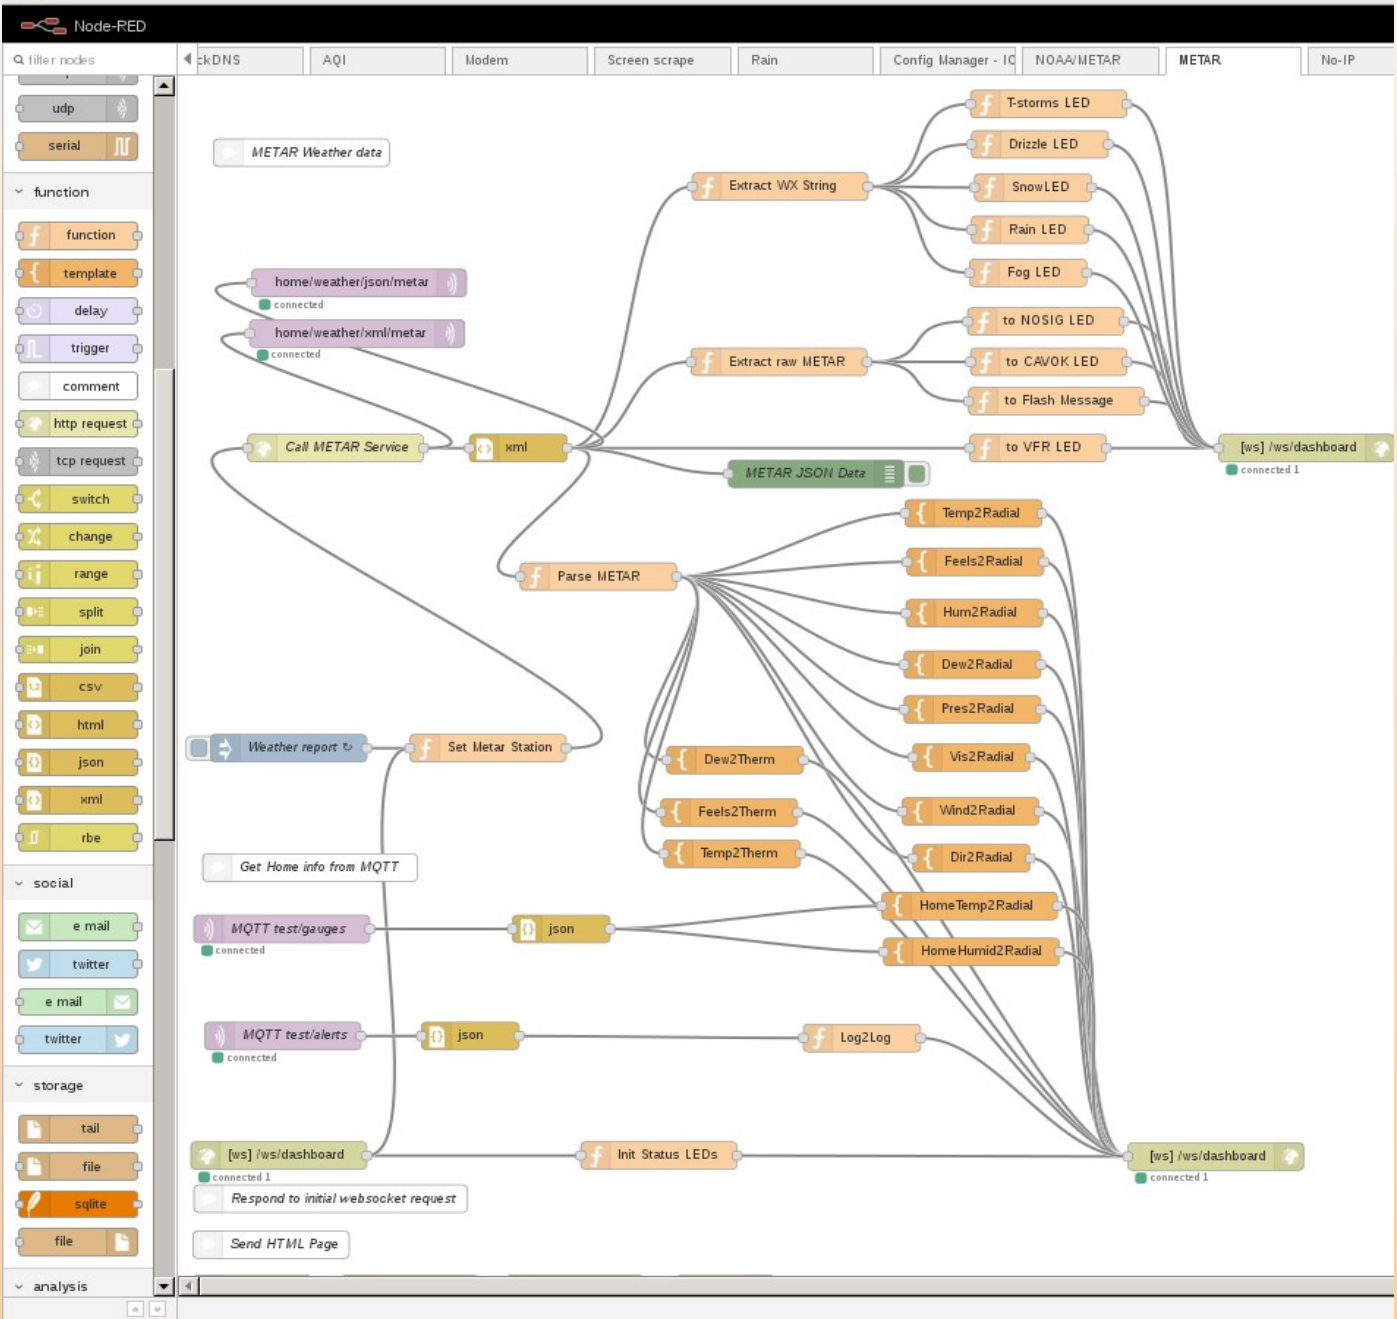 Node-RED
filter nodes
ckDNS
AQI
Modem
Screen scrape
Rain
Config Manager - IO
NOAA/METAR
METAR
No-IP
udp
serial
function
function
template
delay
trigger
comment
http request
tcp request
switch
change
range
split
join
csv
html
json
xml
rbe
social
e mail
twitter
e mail
twitter
storage
tail
file
sqlite
file
analysis
METAR Weather data
T-storms LED
Drizzle LED
Extract WX String
SnowLED
Rain LED
Fog LED
home/weather/json/metar
connected
home/weather/xml/metar
connected
to NOSIG LED
Extract raw METAR
to CAVOK LED
to Flash Message
Call METAR Service
xml
to VFR LED
[ws] /ws/dashboard
connected 1
METAR JSON Data
Temp2Radial
Parse METAR
Feels2Radial
Hum2Radial
Dew2Radial
Pres2Radial
Weather report ↻
Set Metar Station
Dew2Therm
Vis2Radial
Feels2Therm
Wind2Radial
Temp2Therm
Dir2Radial
Get Home info from MQTT
HomeTemp2Radial
MQTT test/gauges
connected
json
HomeHumid2Radial
MQTT test/alerts
connected
json
Log2Log
[ws] /ws/dashboard
connected 1
Init Status LEDs
[ws] /ws/dashboard
connected 1
Respond to initial websocket request
Send HTML Page